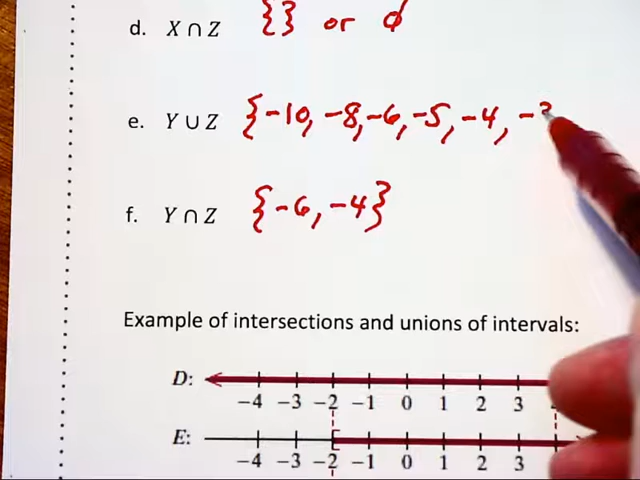 d. X ∩ Z {} or ϕ
e. Y ∪ Z {-10, -8, -6, -5, -4, -3
f. Y ∩ Z {-6, -4}
Example of intersections and unions of intervals:
D:
-4 -3 -2 -1 0 1 2 3
E:
-4 -3 -2 -1 0 1 2 3